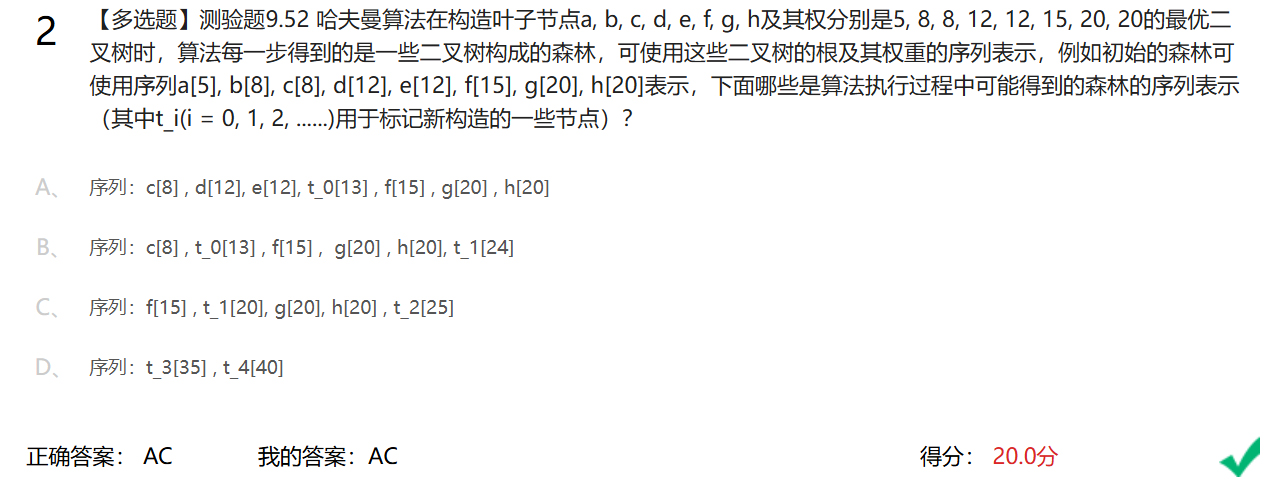 2
【多选题】测验题9.52 哈夫曼算法在构造叶子节点a, b, c, d, e, f, g, h及其权分别是5, 8, 8, 12, 12, 15, 20, 20的最优二
叉树时，算法每一步得到的是一些二叉树构成的森林，可使用这些二叉树的根及其权重的序列表示，例如初始的森林可
使用序列a[5], b[8], c[8], d[12], e[12], f[15], g[20], h[20]表示，下面哪些是算法执行过程中可能得到的森林的序列表示
（其中t_i(i = 0, 1, 2, ......)用于标记新构造的一些节点）？
A、 序列：c[8] , d[12], e[12], t_0[13] , f[15] , g[20] , h[20]
B、 序列：c[8] , t_0[13] , f[15] ,  g[20] , h[20], t_1[24]
C、 序列：f[15] , t_1[20], g[20], h[20] , t_2[25]
D、 序列：t_3[35] , t_4[40]
正确答案： AC 我的答案：AC 得分： 20.0分